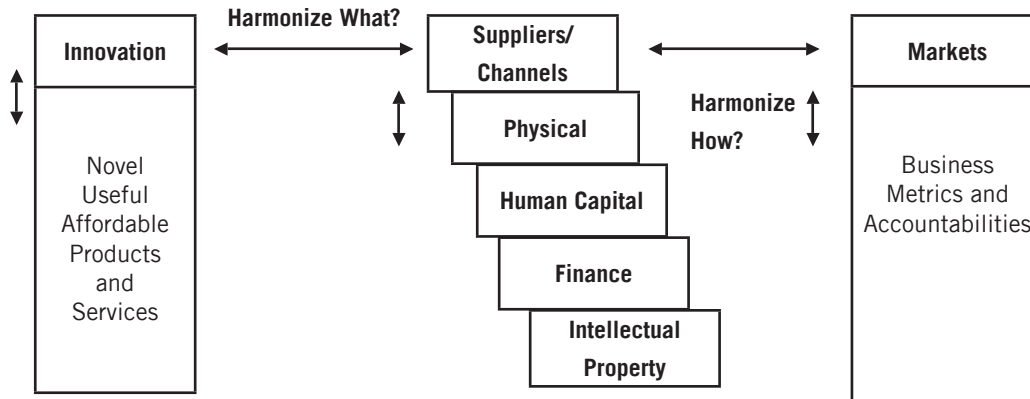 Harmonize What?
Innovation
Novel
Useful
Affordable
Products
and
Services
Suppliers/
Channels
Physical
Human Capital
Finance
Intellectual
Property
Harmonize
How?
Markets
Business
Metrics and
Accountabilities